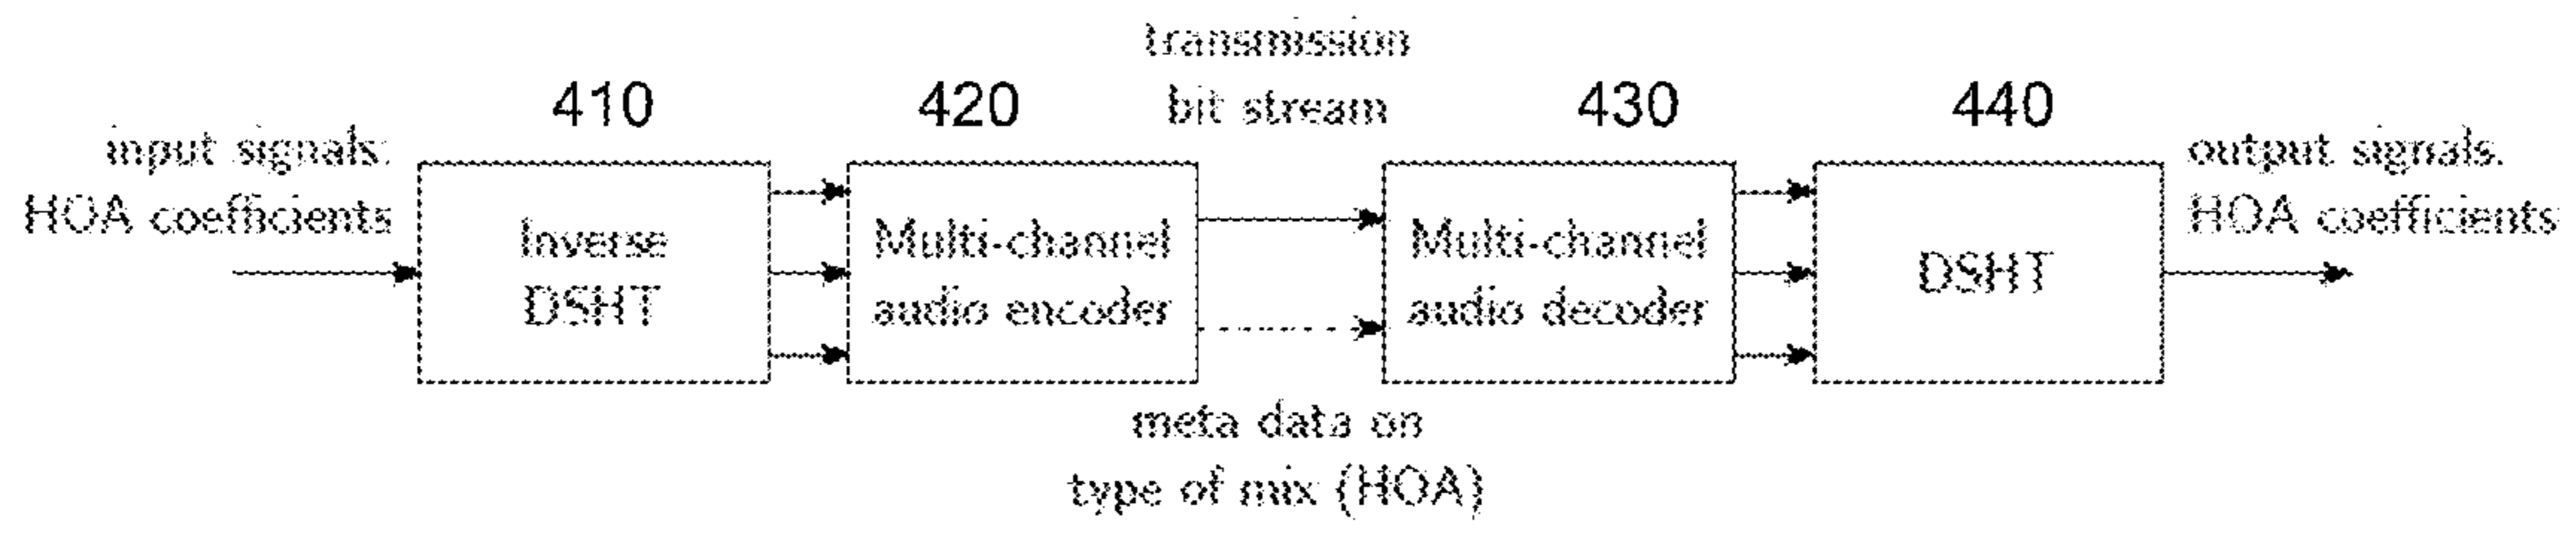 transmission
bit stream
410
420
430
440
input signals:
HOA coefficients
output signals.
HOA coefficients
Inverse
DSHT
Multi-channel
audio encoder
Multi-channel
audio decoder
DSHT
meta data on
type of mix (HOA)